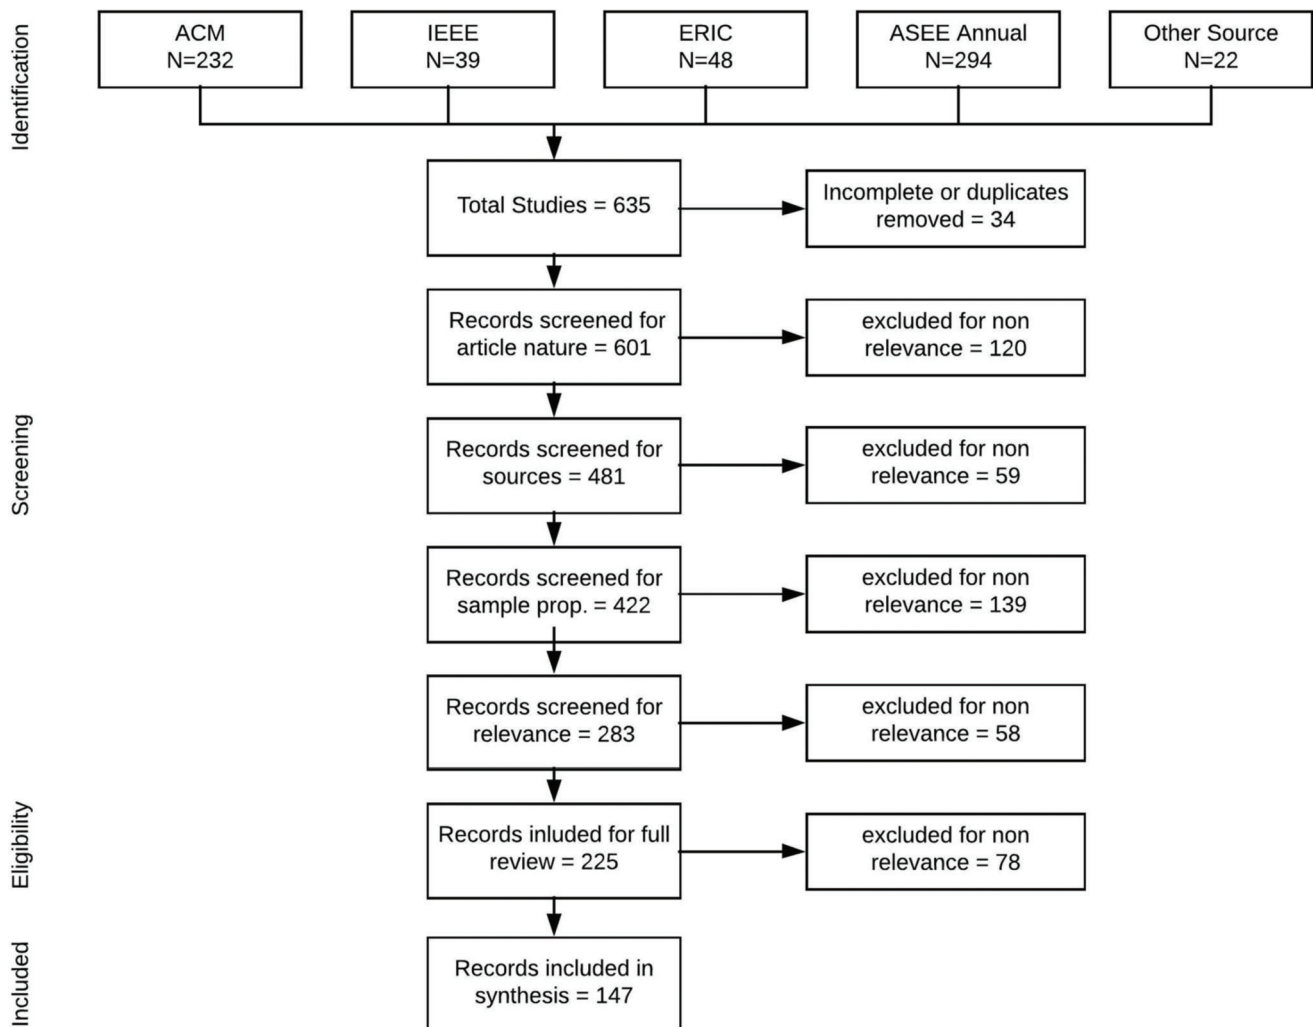 Identification
ACM
N=232
IEEE
N=39
ERIC
N=48
ASEE Annual
N=294
Other Source
N=22
Total Studies = 635
Incomplete or duplicates
removed = 34
Screening
Records screened for
article nature = 601
excluded for non
relevance = 120
Records screened for
sources = 481
excluded for non
relevance = 59
Records screened for
sample prop. = 422
excluded for non
relevance = 139
Records screened for
relevance = 283
excluded for non
relevance = 58
Eligibility
Records inluded for full
review = 225
excluded for non
relevance = 78
Included
Records included in
synthesis = 147